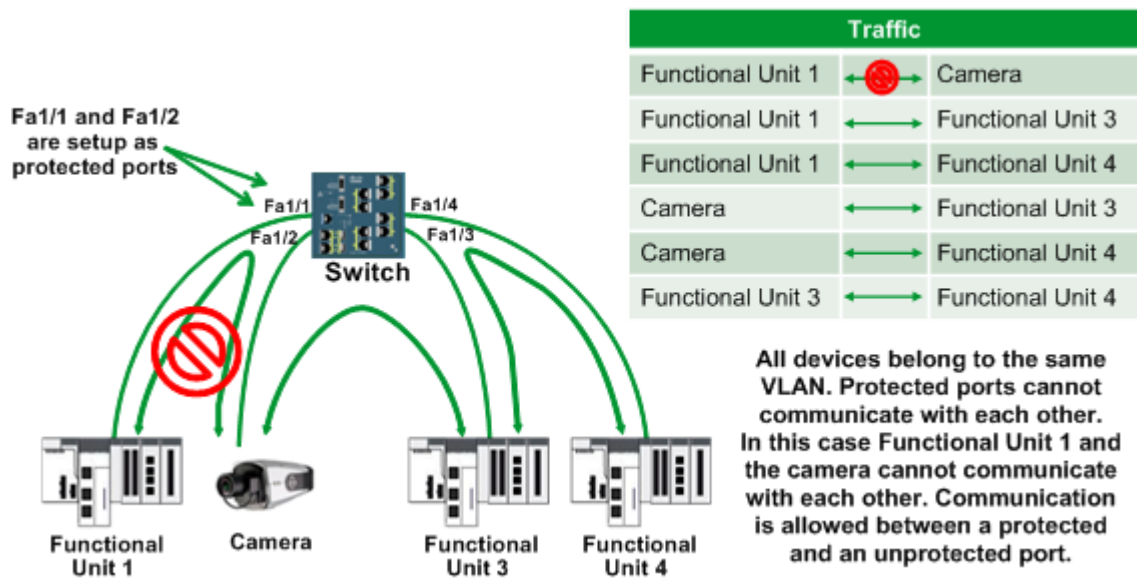 Traffic
Functional Unit 1 Camera
Functional Unit 1 Functional Unit 3
Functional Unit 1 Functional Unit 4
Camera Functional Unit 3
Camera Functional Unit 4
Functional Unit 3 Functional Unit 4
Fa1/1 and Fa1/2
are setup as
protected ports
Fa1/1
Fa1/4
Fa1/2
Fa1/3
Switch
Functional
Unit 1
Camera
Functional
Unit 3
Functional
Unit 4
All devices belong to the same
VLAN. Protected ports cannot
communicate with each other.
In this case Functional Unit 1 and
the camera cannot communicate
with each other. Communication
is allowed between a protected
and an unprotected port.